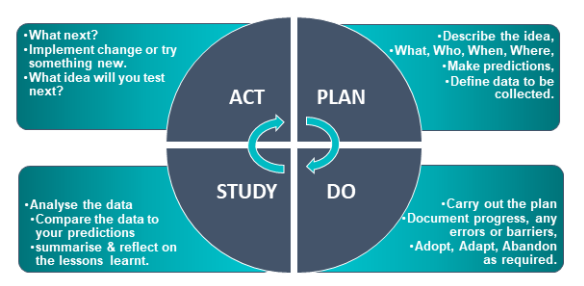 •What next?
•Implement change or try
something new.
•What idea will you test
next?
ACT
PLAN
•Describe the idea,
•What, Who, When, Where,
•Make predictions,
•Define data to be
collected.
•Analyse the data
•Compare the data to
your predictions
•summarise & reflect on
the lessons learnt.
STUDY
DO
•Carry out the plan
•Document progress, any
errors or barriers,
•Adopt, Adapt, Abandon
as required.